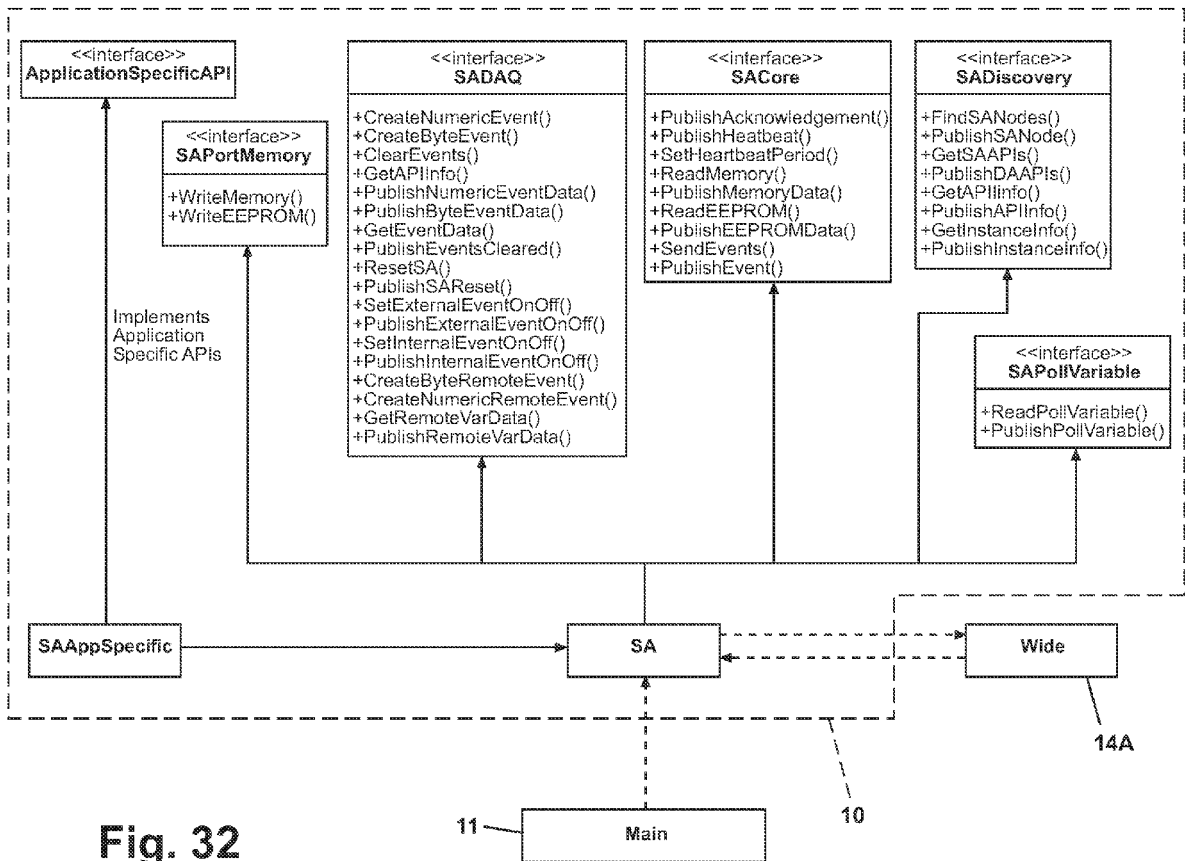 <<interface>>
ApplicationSpecificAPI
<<interface>>
SAPortMemory
+WriteMemory()
+WriteEEPROM()
<<interface>>
SADAQ
+CreateNumericEvent()
+CreateByteEvent()
+ClearEvents()
+GetAPIInfo()
+PublishNumericEventData()
+PublishByteEventData()
+GetEventData()
+PublishEventsCleared()
+ResetSA()
+PublishSAReset()
+SetExternalEventOnOff()
+PublishExternalEventOnOff()
+SetInternalEventOnOff()
+PublishInternalEventOnOff()
+CreateByteRemoteEvent()
+CreateNumericRemoteEvent()
+GetRemoteVarData()
+PublishRemoteVarData()
<<interface>>
SACore
+PublishAcknowledgement()
+PublishHeatbeat()
+SetHeartbeatPeriod()
+ReadMemory()
+PublishMemoryData()
+ReadEEPROM()
+PublishEEPROMData()
+SendEvents()
+PublishEvent()
<<interface>>
SADiscovery
+FindSANodes()
+PublishSANode()
+GetSAAPIs()
+PublishDAAPIs()
+GetAPIIinfo()
+PublishAPIInfo()
+GetInstanceInfo()
+PublishInstanceInfo()
<<interface>>
SAPollVariable
+ReadPollVariable()
+PublishPollVariable()
Implements
Application
Specific APIs
SAAppSpecific
SA
Wide
14A
10
11
Main
Fig. 32